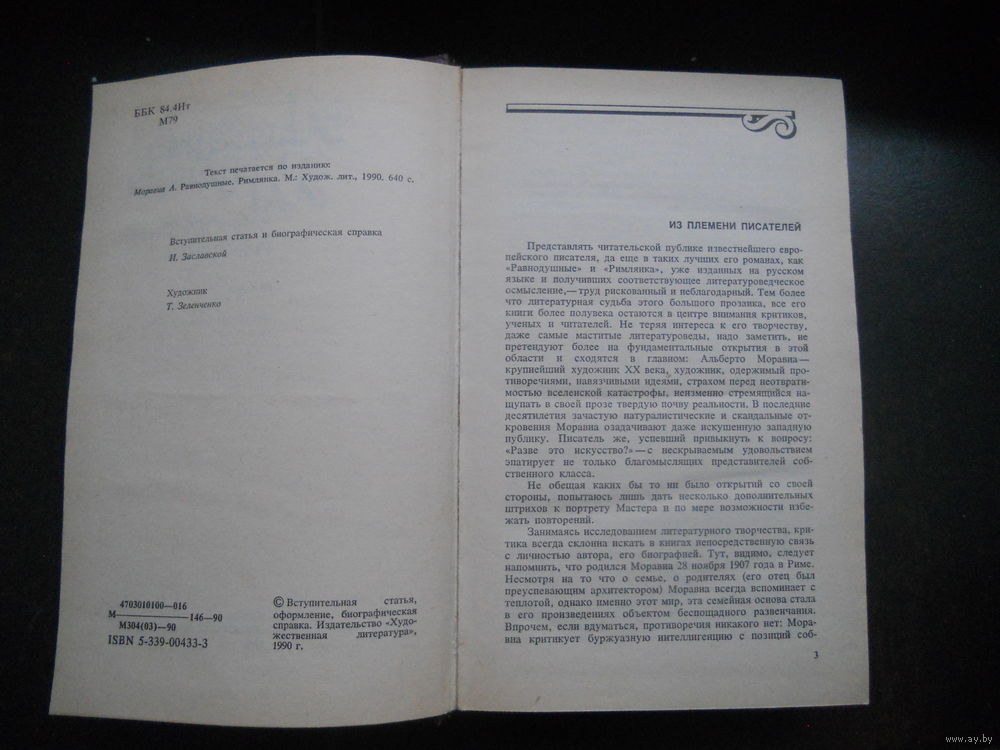 ББК 84.4Ит
М79
Текст печатается по изданию:
Моравиа А. Равнодушные. Римлянка. М.: Худож. лит., 1990. 640 с.
Вступительная статья и биографическая справка
И. Заславской
Художник
Т. Зеленченко
4703010100—016
М————146—90
М304(03)—90
ISBN 5-339-00433-3
© Вступительная статья,
оформление, биографическая
справка. Издательство «Худо-
жественная литература»,
1990 г.
ИЗ ПЛЕМЕНИ ПИСАТЕЛЕЙ
Представлять читательской публике известнейшего евро-
пейского писателя, да еще в таких лучших его романах, как
«Равнодушные» и «Римлянка», уже изданных на русском
языке и получивших соответствующее литературоведческое
осмысление,— труд рискованный и неблагодарный. Тем более
что литературная судьба этого большого прозаика, все его
книги более полувека остаются в центре внимания критиков,
ученых и читателей. Не теряя интереса к его творчеству,
даже самые маститые литературоведы, надо заметить, не
претендуют более на фундаментальные открытия в этой
области и сходятся в главном: Альберто Моравиа—
крупнейший художник XX века, художник, одержимый про-
тиворечиями, навязчивыми идеями, страхом перед неотврати-
мостью вселенской катастрофы, неизменно стремящийся на-
щупать в своей прозе твердую почву реальности. В последние
десятилетия зачастую натуралистические и скандальные от-
кровения Моравиа озадачивают даже искушенную западную
публику. Писатель же, успевший привыкнуть к вопросу:
«Разве это искусство?»—с нескрываемым удовольствием
эпатирует не только благомыслящих представителей соб-
ственного класса.
Не обещая каких бы то ни было открытий со своей
стороны, попытаюсь лишь дать несколько дополнительных
штрихов к портрету Мастера и по мере возможности избе-
жать повторений.
Занимаясь исследованием литературного творчества, кри-
тика всегда склонна искать в книгах непосредственную связь
с личностью автора, его биографией. Тут, видимо, следует
напомнить, что родился Моравиа 28 ноября 1907 года в Риме.
Несмотря на то что о семье, о родителях (его отец был
преуспевающим архитектором) Моравиа всегда вспоминает с
теплотой, однако именно этот мир, эта семейная основа стала
в его произведениях объектом беспощадного развенчания.
Впрочем, если вдуматься, противоречия никакого нет: Мора-
виа критикует буржуазную интеллигенцию с позиций соб-
3
www.ay.by